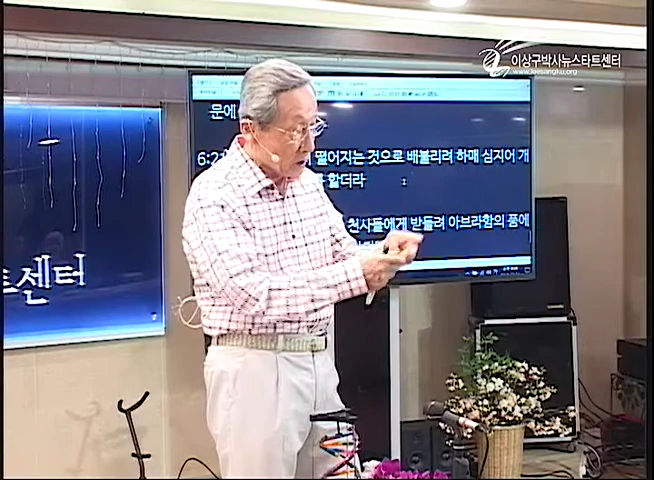 이상구박사뉴스타트센터
www.leesangku.org
문에
6:21 떨어지는 것으로 배불리려 하매 심지어 개
할더라
천사들에게 받들려 아브라함의 품에
트센터